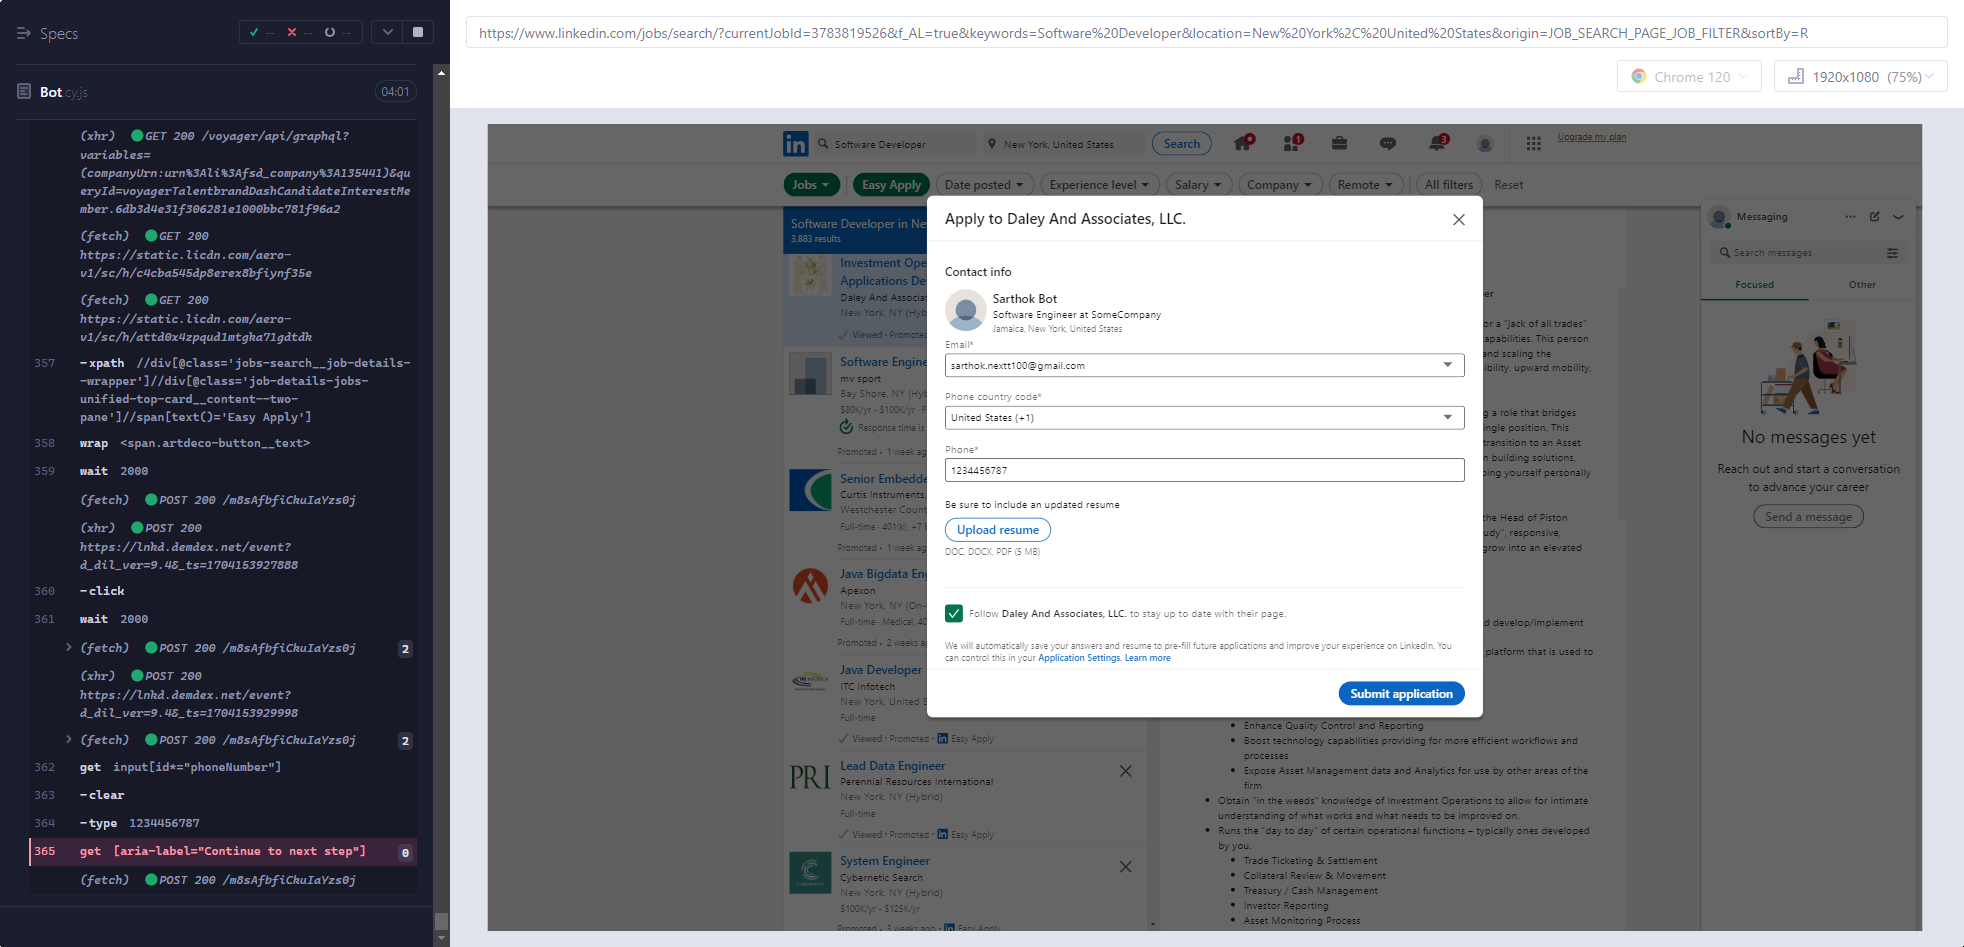 Specs
-- -- --
Bot.cy.js 04:01
(xhr) GET 200 /voyager/api/graphql?
variables=
(companyUrn:urn%3Ali%3Afsd_company%3A135441)&qu
eryId=voyagerTalentbrandDashCandidateInterestMe
mber.6db3d4e31f306281e1000bbc781f96a2
(fetch) GET 200
https://static.licdn.com/aero-
v1/sc/h/c4cba545dp8erex8bfiynf35e
(fetch) GET 200
https://static.licdn.com/aero-
v1/sc/h/attd0x4zpqud1mtgka71gdtdk
357 -xpath //div[@class='jobs-search__job-details-
-wrapper']//div[@class='job-details-jobs-
unified-top-card__content--two-
pane']//span[text()='Easy Apply']
358 wrap <span.artdeco-button__text>
359 wait 2000
(fetch) POST 200 /m8sAfbfiCkuIaYzs0j
(xhr) POST 200
https://lnkd.demdex.net/event?
d_dil_ver=9.4&_ts=1704153927888
360 -click
361 wait 2000
(fetch) POST 200 /m8sAfbfiCkuIaYzs0j 2
(xhr) POST 200
https://lnkd.demdex.net/event?
d_dil_ver=9.4&_ts=1704153929998
(fetch) POST 200 /m8sAfbfiCkuIaYzs0j 2
362 get input[id*="phoneNumber"]
363 -clear
364 -type 1234456787
365 get [aria-label="Continue to next step"] 0
(fetch) POST 200 /m8sAfbfiCkuIaYzs0j
https://www.linkedin.com/jobs/search/?currentJobId=3783819526&f_AL=true&keywords=Software%20Developer&location=New%20York%2C%20United%20States&origin=JOB_SEARCH_PAGE_JOB_FILTER&sortBy=R
Chrome 120 1920x1080 (75%)
in Software Developer New York, United States Search 1 3 Upgrade my plan
Jobs Easy Apply Date posted Experience level Salary Company Remote All filters Reset
Software Developer in Ne
3,883 results
Investment Ope
Applications De
Daley And Associat
New York, NY (Hyb
Viewed · Promoted
Software Engine
mv sport
Bay Shore, NY (Hy
$80K/yr - $100K/yr · F
Response time is
Promoted · 1 week ag
Senior Embedde
Curtis Instruments,
Westchester Count
Full-time · 401(k), +7
Promoted · 1 week ag
Java Bigdata En
Apexon
New York, NY (On-
Full-time · Medical, 40
Promoted · 2 weeks ag
Java Developer
ITC Infotech
New York, United S
Full-time
Viewed · Promoted · in Easy Apply
PRI
Lead Data Engineer
Perennial Resources International
New York, NY (Hybrid)
Full-time
Viewed · Promoted · in Easy Apply
System Engineer
Cybernetic Search
New York, NY (Hybrid)
$100K/yr - $125K/yr
Promoted · 3 weeks ago · in Easy Apply
Apply to Daley And Associates, LLC.
Contact info
Sarthok Bot
Software Engineer at SomeCompany
Jamaica, New York, United States
Email*
sarthok.nextt100@gmail.com
Phone country code*
United States (+1)
Phone*
1234456787
Be sure to include an updated resume
Upload resume
DOC, DOCX, PDF (5 MB)
Follow Daley And Associates, LLC. to stay up to date with their page.
We will automatically save your answers and resume to pre-fill future applications and improve your experience on LinkedIn. You
can control this in your Application Settings. Learn more
Submit application
er
or a "jack of all trades"
apabilities. This person
and scaling the
ibility, upward mobility,
g a role that bridges
ingle position. This
transition to an Asset
n building solutions,
ping yourself personally
the Head of Piston
udy", responsive,
grow into an elevated
d develop/implement
platform that is used to
Enhance Quality Control and Reporting
Boost technology capabilities providing for more efficient workflows and
processes
Expose Asset Management data and Analytics for use by other areas of the
firm
Obtain "in the weeds" knowledge of Investment Operations to allow for intimate
understanding of what works and what needs to be improved on.
Runs the "day to day" of certain operational functions – typically ones developed
by you.
Trade Ticketing & Settlement
Collateral Review & Movement
Treasury / Cash Management
Investor Reporting
Asset Monitoring Process
Messaging
Search messages
Focused Other
No messages yet
Reach out and start a conversation
to advance your career
Send a message